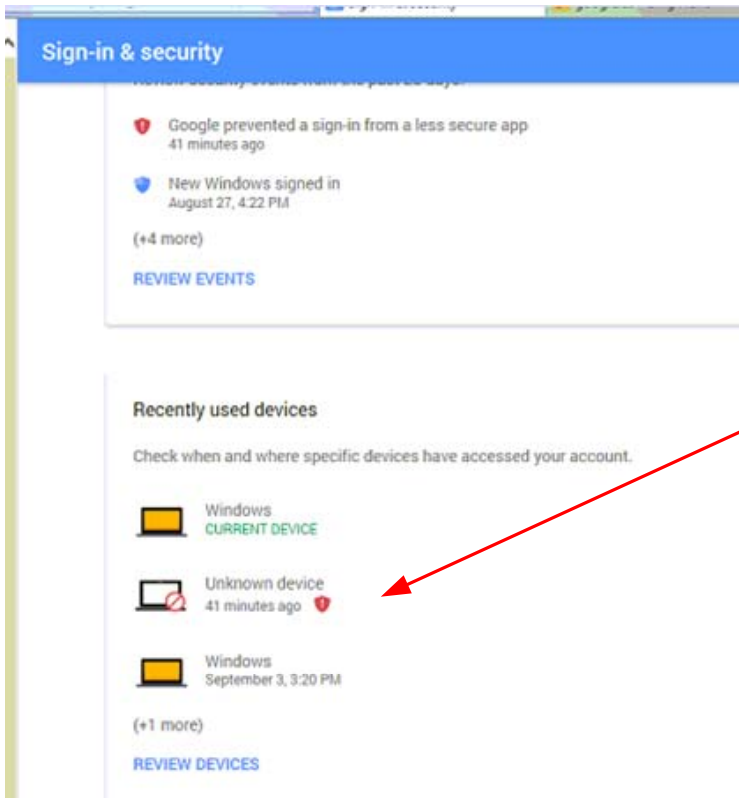 Sign-in & security
Google prevented a sign-in from a less secure app
41 minutes ago
New Windows signed in
August 27, 4:22 PM
(+4 more)
REVIEW EVENTS
Recently used devices
Check when and where specific devices have accessed your account.
Windows
CURRENT DEVICE
Unknown device
41 minutes ago
Windows
September 3, 3:20 PM
(+1 more)
REVIEW DEVICES